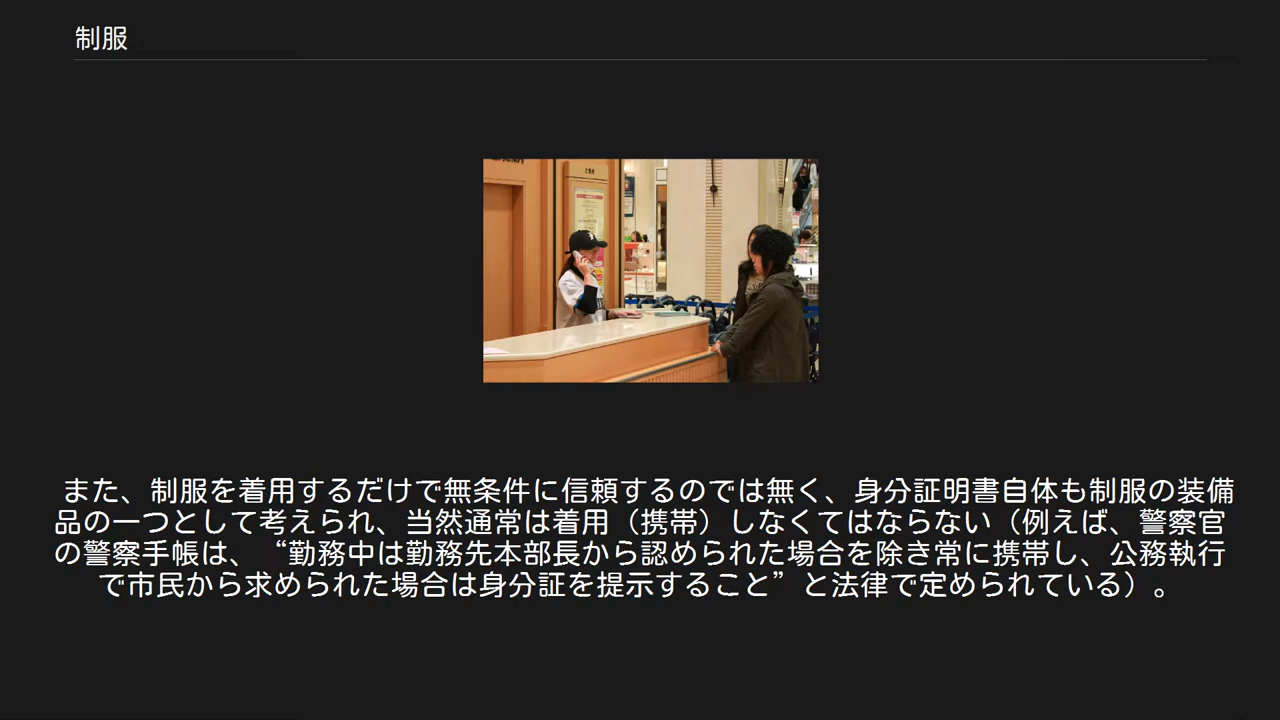 制服
ご案内
また、制服を着用するだけで無条件に信頼するのでは無く、身分証明書自体も制服の装備
品の一つとして考えられ、当然通常は着用（携帯）しなくてはならない（例えば、警察官
の警察手帳は、“勤務中は勤務先本部長から認められた場合を除き常に携帯し、公務執行
で市民から求められた場合は身分証を提示すること”と法律で定められている）。